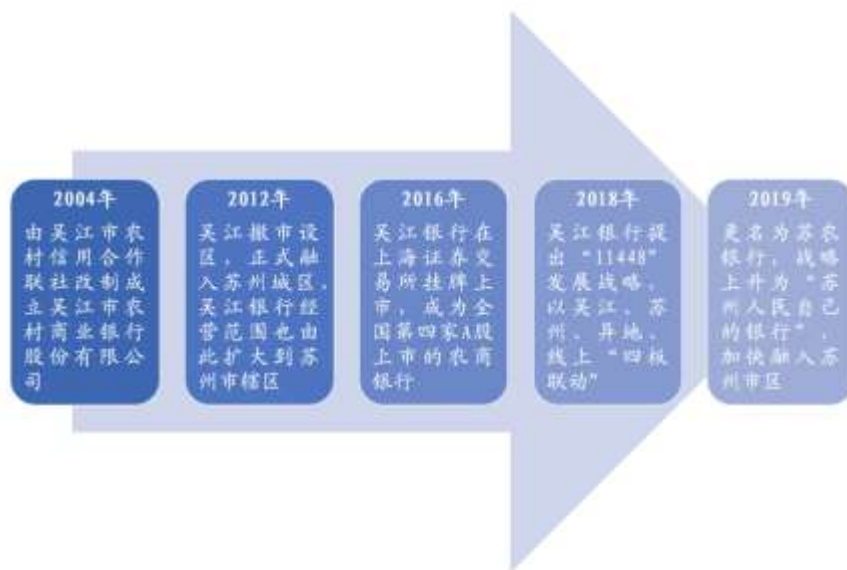 2004年
由吴江市农
村信用合作
联社改制成
立吴江市农
村商业银行
股份有限公
司
2012年
吴江撤市设
区，正式融
入苏州城区，
吴江银行经
营范围也由
此扩大到苏
州市辖区
2016年
吴江银行在
上海证券交
易所挂牌上
市，成为全
国第四家A股
上市的农商
银行
2018年
吴江银行提
出“11448”
发展战略，
以吴江、苏
州、异地、
线上“四板
联动”
2019年
更名为苏农
银行，战略
上升为“苏
州人民自己
的银行”，
加快融入苏
州市区